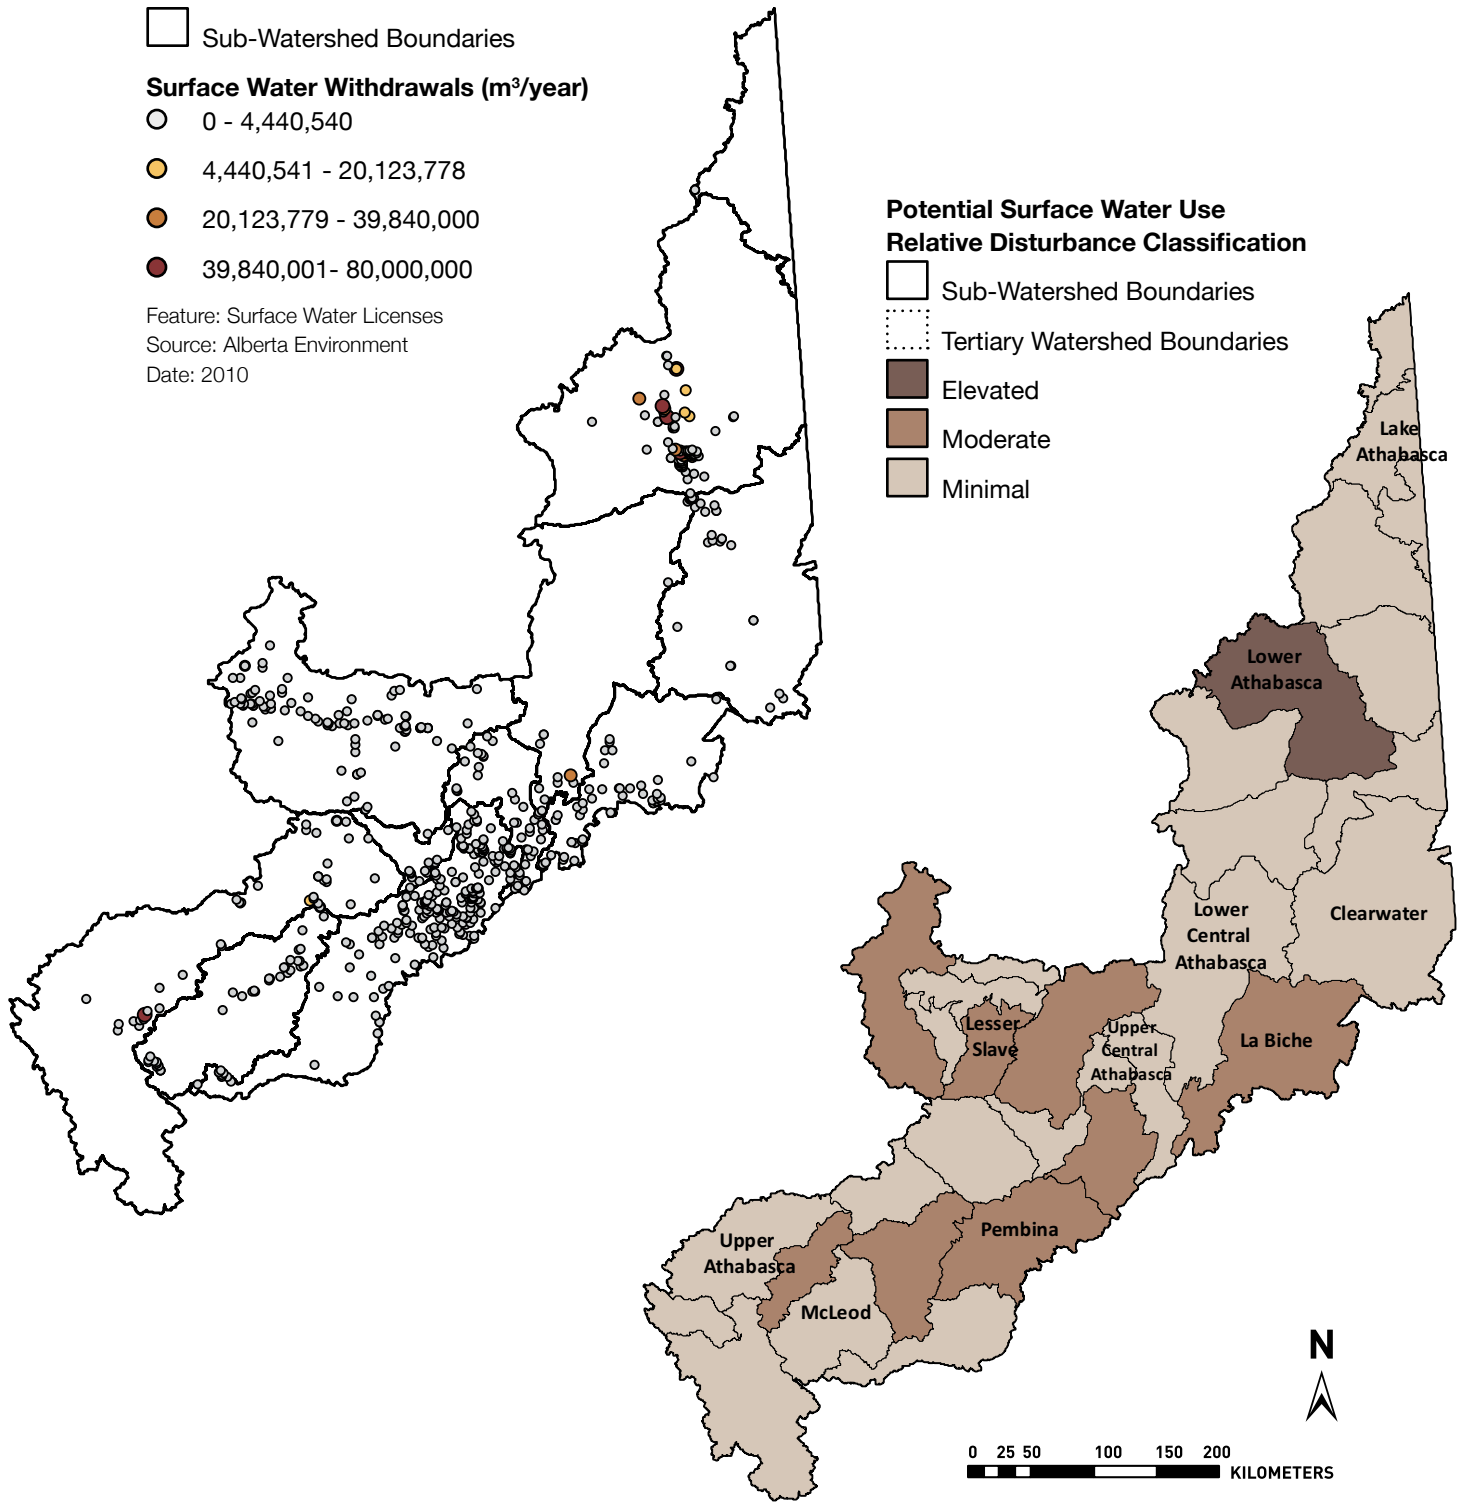 Sub-Watershed Boundaries
Surface Water Withdrawals (m³/year)
0 - 4,440,540
4,440,541 - 20,123,778
20,123,779 - 39,840,000
39,840,001- 80,000,000
Feature: Surface Water Licenses
Source: Alberta Environment
Date: 2010
Potential Surface Water Use
Relative Disturbance Classification
Sub-Watershed Boundaries
Tertiary Watershed Boundaries
Elevated
Moderate
Minimal
Lake
Athabasca
Lower
Athabasca
Lower
Central
Athabasca
Clearwater
Lesser
Slave
Upper
Central
Athabasca
La Biche
Pembina
Upper
Athabasca
McLeod
N
0 25 50 100 150 200
KILOMETERS